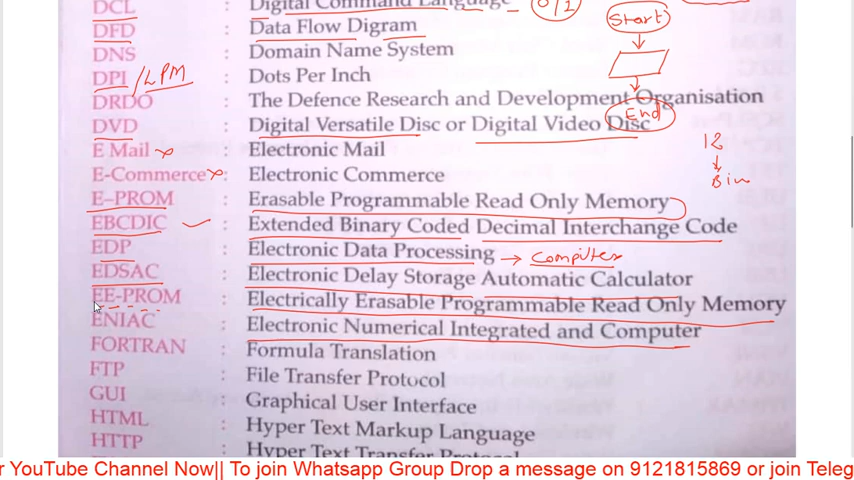 DCL : Digital Command Language - 0/1
DFD : Data Flow Digram
Start
DNS : Domain Name System
DPI / LPM : Dots Per Inch
DRDO : The Defence Research and Development Organisation
DVD : Digital Versatile Disc or Digital Video Disc
End
E Mail x : Electronic Mail
18
E-Commerce x : Electronic Commerce
Bin
E-PROM : Erasable Programmable Read Only Memory
EBCDIC : Extended Binary Coded Decimal Interchange Code
EDP : Electronic Data Processing → Computer
EDSAC : Electronic Delay Storage Automatic Calculator
EE-PROM : Electrically Erasable Programmable Read Only Memory
ENIAC : Electronic Numerical Integrated and Computer
FORTRAN : Formula Translation
FTP : File Transfer Protocol
GUI : Graphical User Interface
HTML : Hyper Text Markup Language
HTTP : Hyper Text Transfer Protocol
r YouTube Channel Now|| To join Whatsapp Group Drop a message on 9121815869 or join Teleg